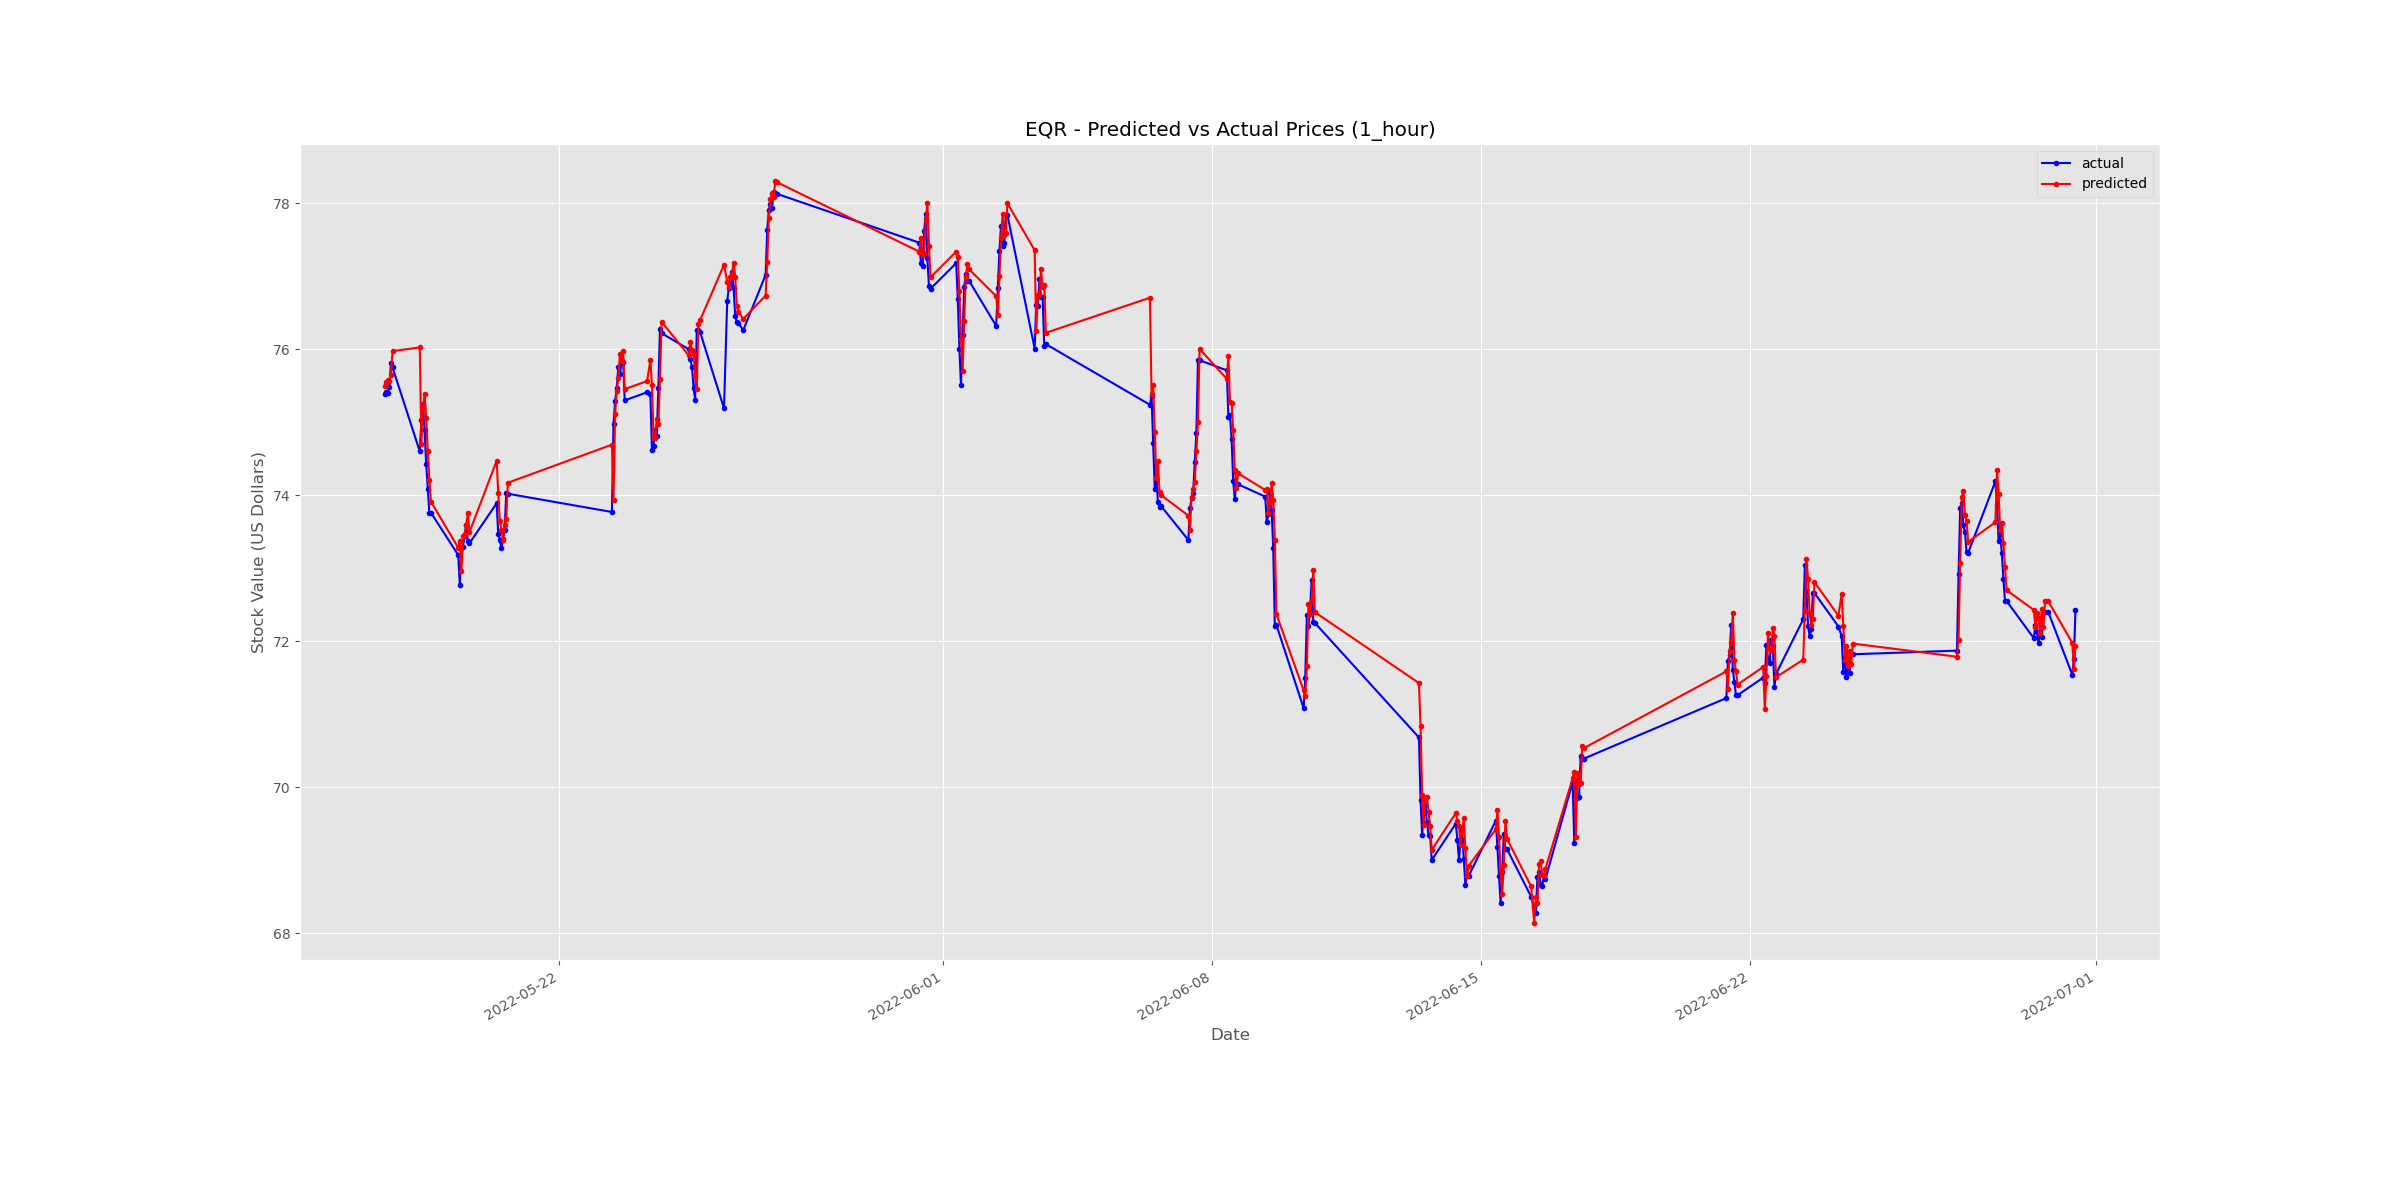 EQR - Predicted vs Actual Prices (1_hour)
actual
predicted
78
76
74
72
70
68
Stock Value (US Dollars)
2022-05-22
2022-06-01
2022-06-08
2022-06-15
2022-06-22
2022-07-01
Date